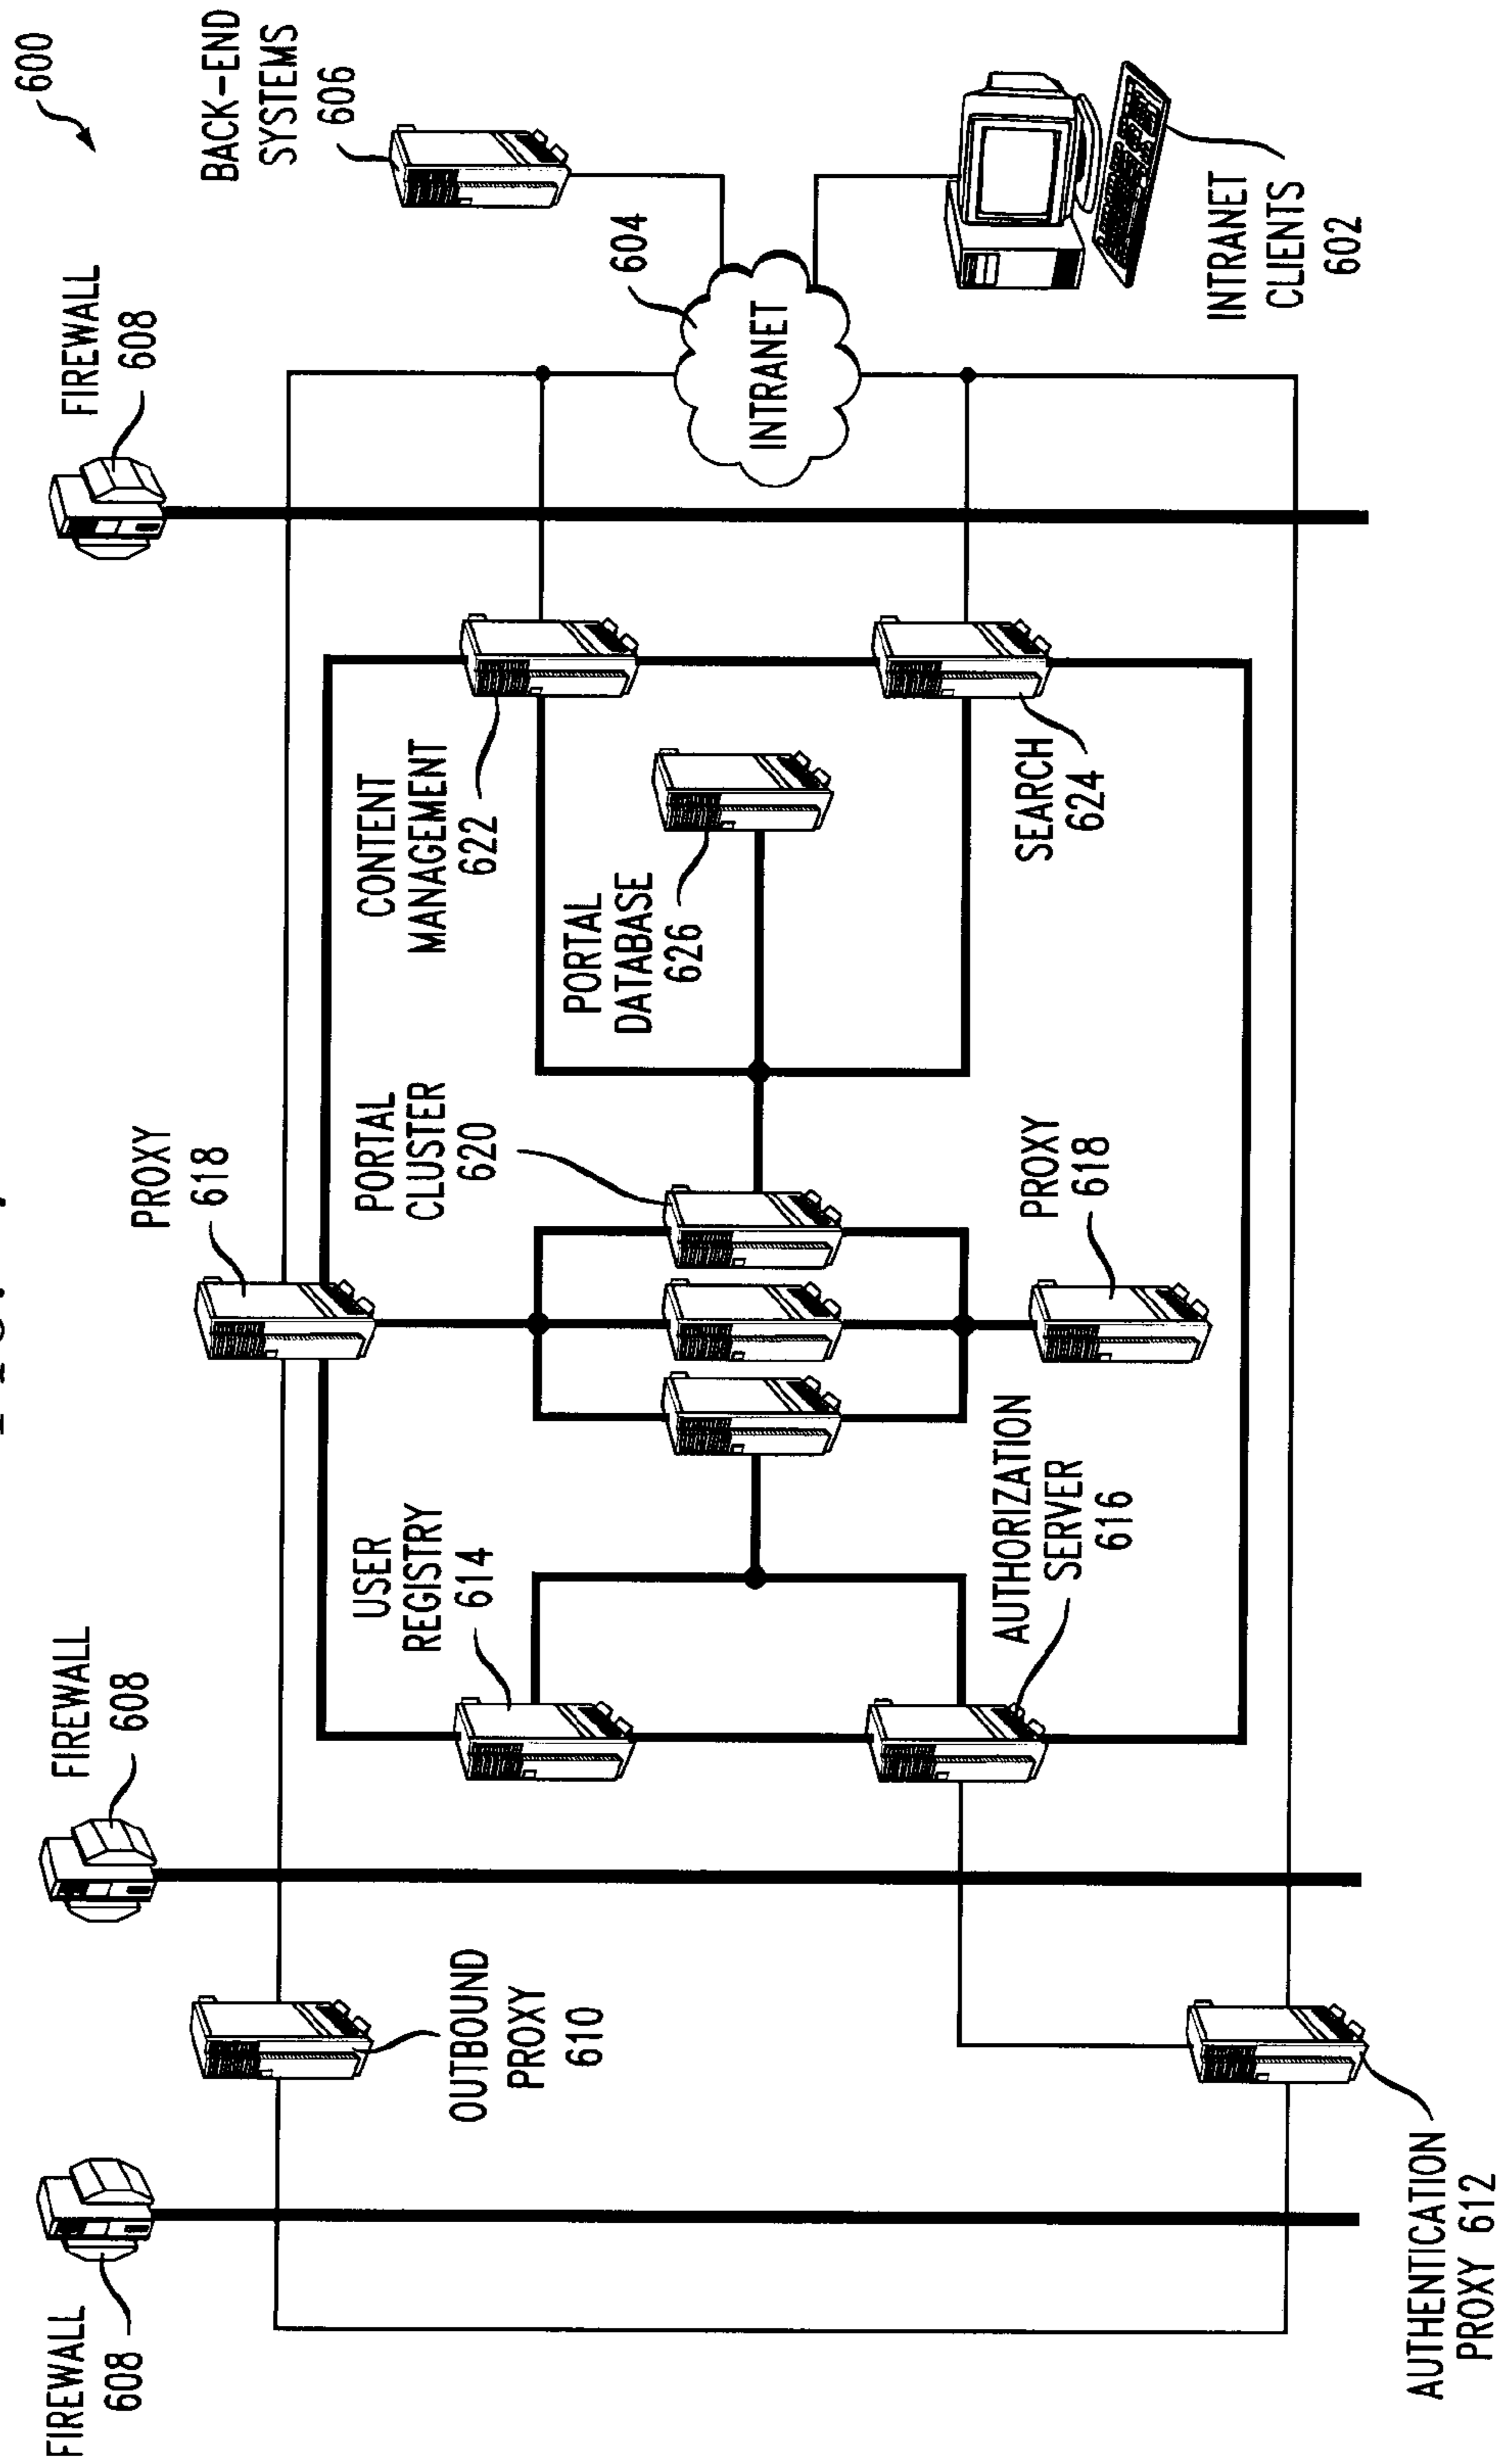 600
BACK-END
SYSTEMS
606
FIREWALL
608
604
INTRANET
INTRANET
CLIENTS
602
CONTENT
MANAGEMENT
622
SEARCH
624
PORTAL
DATABASE
626
PROXY
618
PORTAL
CLUSTER
620
PROXY
618
USER
REGISTRY
614
AUTHORIZATION
SERVER
616
FIREWALL
608
OUTBOUND
PROXY
610
FIREWALL
608
AUTHENTICATION
PROXY 612